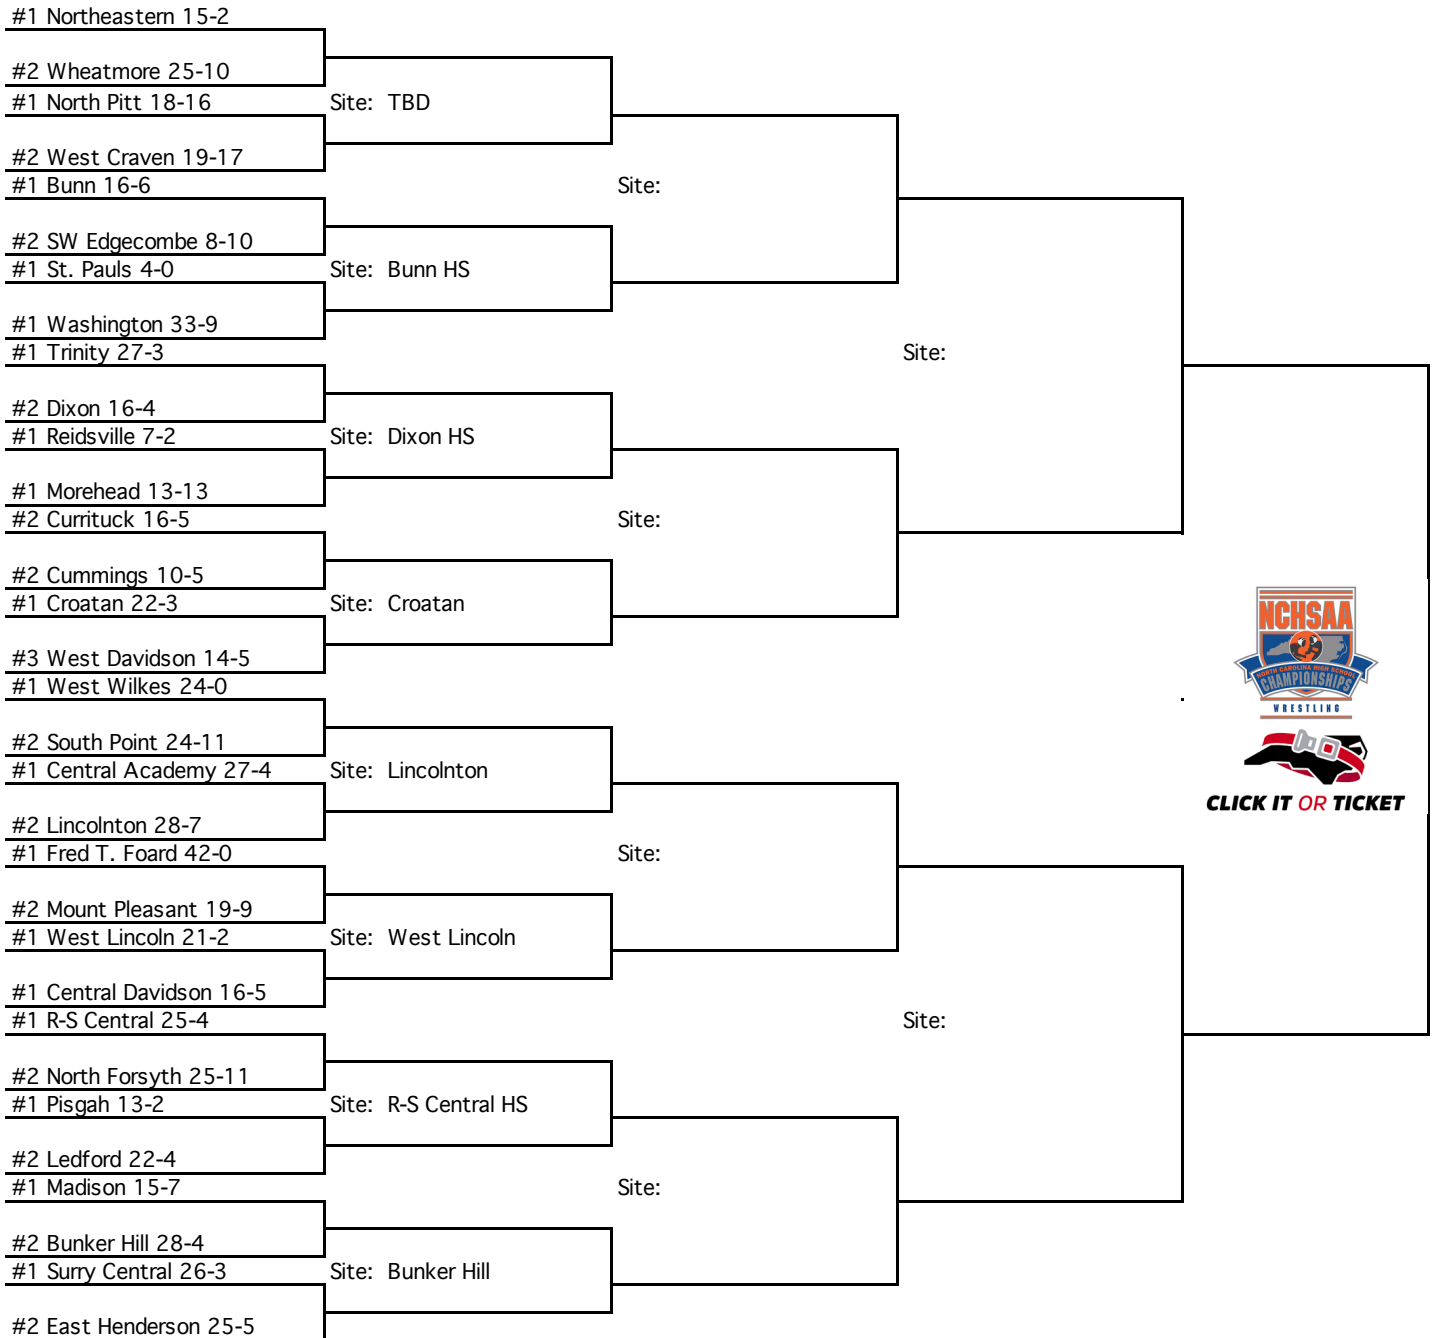 #1 Northeastern 15-2
#2 Wheatmore 25-10
#1 North Pitt 18-16
Site: TBD
#2 West Craven 19-17
#1 Bunn 16-6
Site:
#2 SW Edgecombe 8-10
#1 St. Pauls 4-0
Site: Bunn HS
#1 Washington 33-9
#1 Trinity 27-3
Site:
#2 Dixon 16-4
#1 Reidsville 7-2
Site: Dixon HS
#1 Morehead 13-13
#2 Currituck 16-5
Site:
#2 Cummings 10-5
#1 Croatan 22-3
Site: Croatan
#3 West Davidson 14-5
#1 West Wilkes 24-0
NCHSAA
NORTH CAROLINA HIGH SCHOOL
CHAMPIONSHIPS
WRESTLING
#2 South Point 24-11
#1 Central Academy 27-4
Site: Lincolnton
CLICK IT OR TICKET
#2 Lincolnton 28-7
#1 Fred T. Foard 42-0
Site:
#2 Mount Pleasant 19-9
#1 West Lincoln 21-2
Site: West Lincoln
#1 Central Davidson 16-5
#1 R-S Central 25-4
Site:
#2 North Forsyth 25-11
#1 Pisgah 13-2
Site: R-S Central HS
#2 Ledford 22-4
#1 Madison 15-7
Site:
#2 Bunker Hill 28-4
#1 Surry Central 26-3
Site: Bunker Hill
#2 East Henderson 25-5